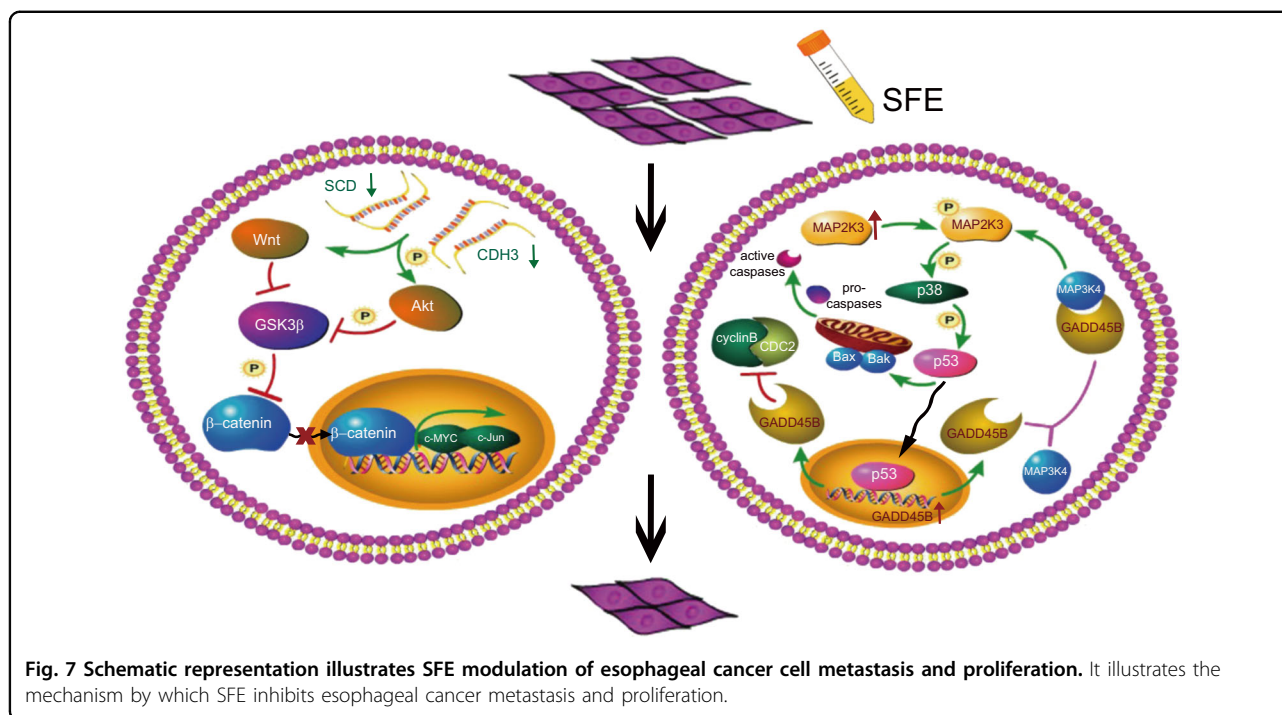 SFE
SCD
Wnt
P
CDH3
Akt
GSK3β
P
P
β–catenin
β–catenin
c-MYC
c-Jun
MAP2K3
P
MAP2K3
active
caspases
P
pro-
caspases
p38
MAP3K4
GADD45B
cyclinB
CDC2
P
Bax
Bak
p53
GADD45B
GADD45B
p53
MAP3K4
GADD45B
Fig. 7 Schematic representation illustrates SFE modulation of esophageal cancer cell metastasis and proliferation. It illustrates the
mechanism by which SFE inhibits esophageal cancer metastasis and proliferation.